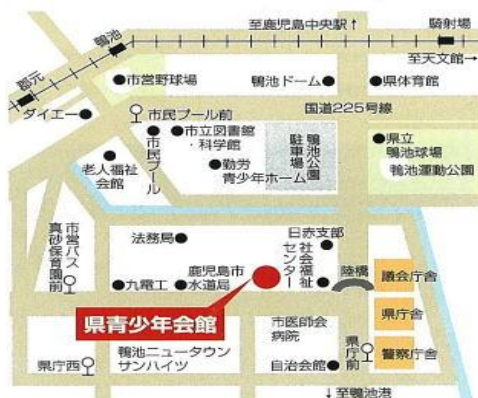 至鹿児島中央駅↑
騎射場
至天文館→
鴨池
郡元
市営野球場
鴨池ドーム
県体育館
ダイエー
市民プール前
国道225号線
市民プール
市立図書館
・科学館
鴨池公園
駐車場
県立
鴨池球場
鴨池運動公園
老人福祉
会館
勤労
青少年ホーム
市営バス
真砂保育園前
法務局
日赤支部
社会福祉
センター
陸橋
議会庁舎
九電工
鹿児島市
水道局
県青少年会館
市医師会
病院
県庁舎
県庁前
警察庁舎
県庁西
鴨池ニュータウン
サンハイツ
自治会館
↓至鴨池港